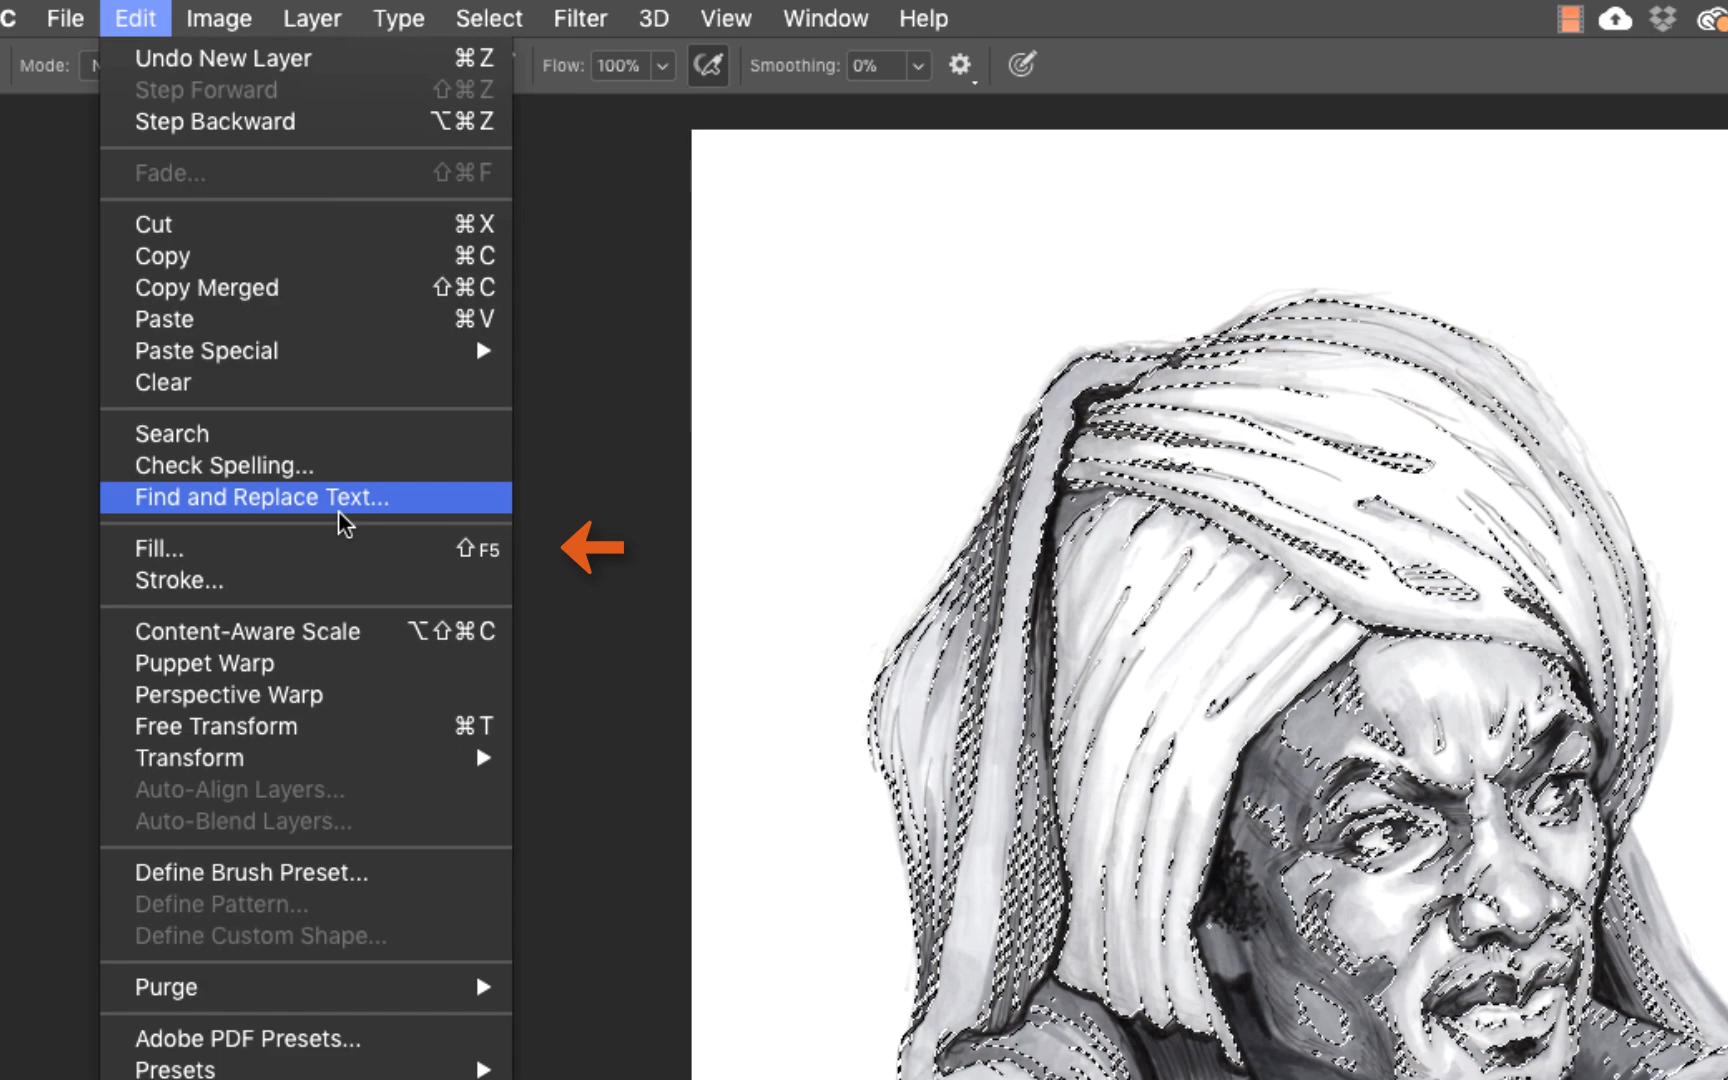 C File Edit Image Layer Type Select Filter 3D View Window Help
Mode: N Flow: 100% Smoothing: 0%
Undo New Layer ⌘Z
Step Forward ⇧⌘Z
Step Backward ⌥⌘Z
Fade... ⇧⌘F
Cut ⌘X
Copy ⌘C
Copy Merged ⇧⌘C
Paste ⌘V
Paste Special
Clear
Search
Check Spelling...
Find and Replace Text...
Fill... ⇧F5
Stroke...
Content-Aware Scale ⌥⇧⌘C
Puppet Warp
Perspective Warp
Free Transform ⌘T
Transform
Auto-Align Layers...
Auto-Blend Layers...
Define Brush Preset...
Define Pattern...
Define Custom Shape...
Purge
Adobe PDF Presets...
Presets